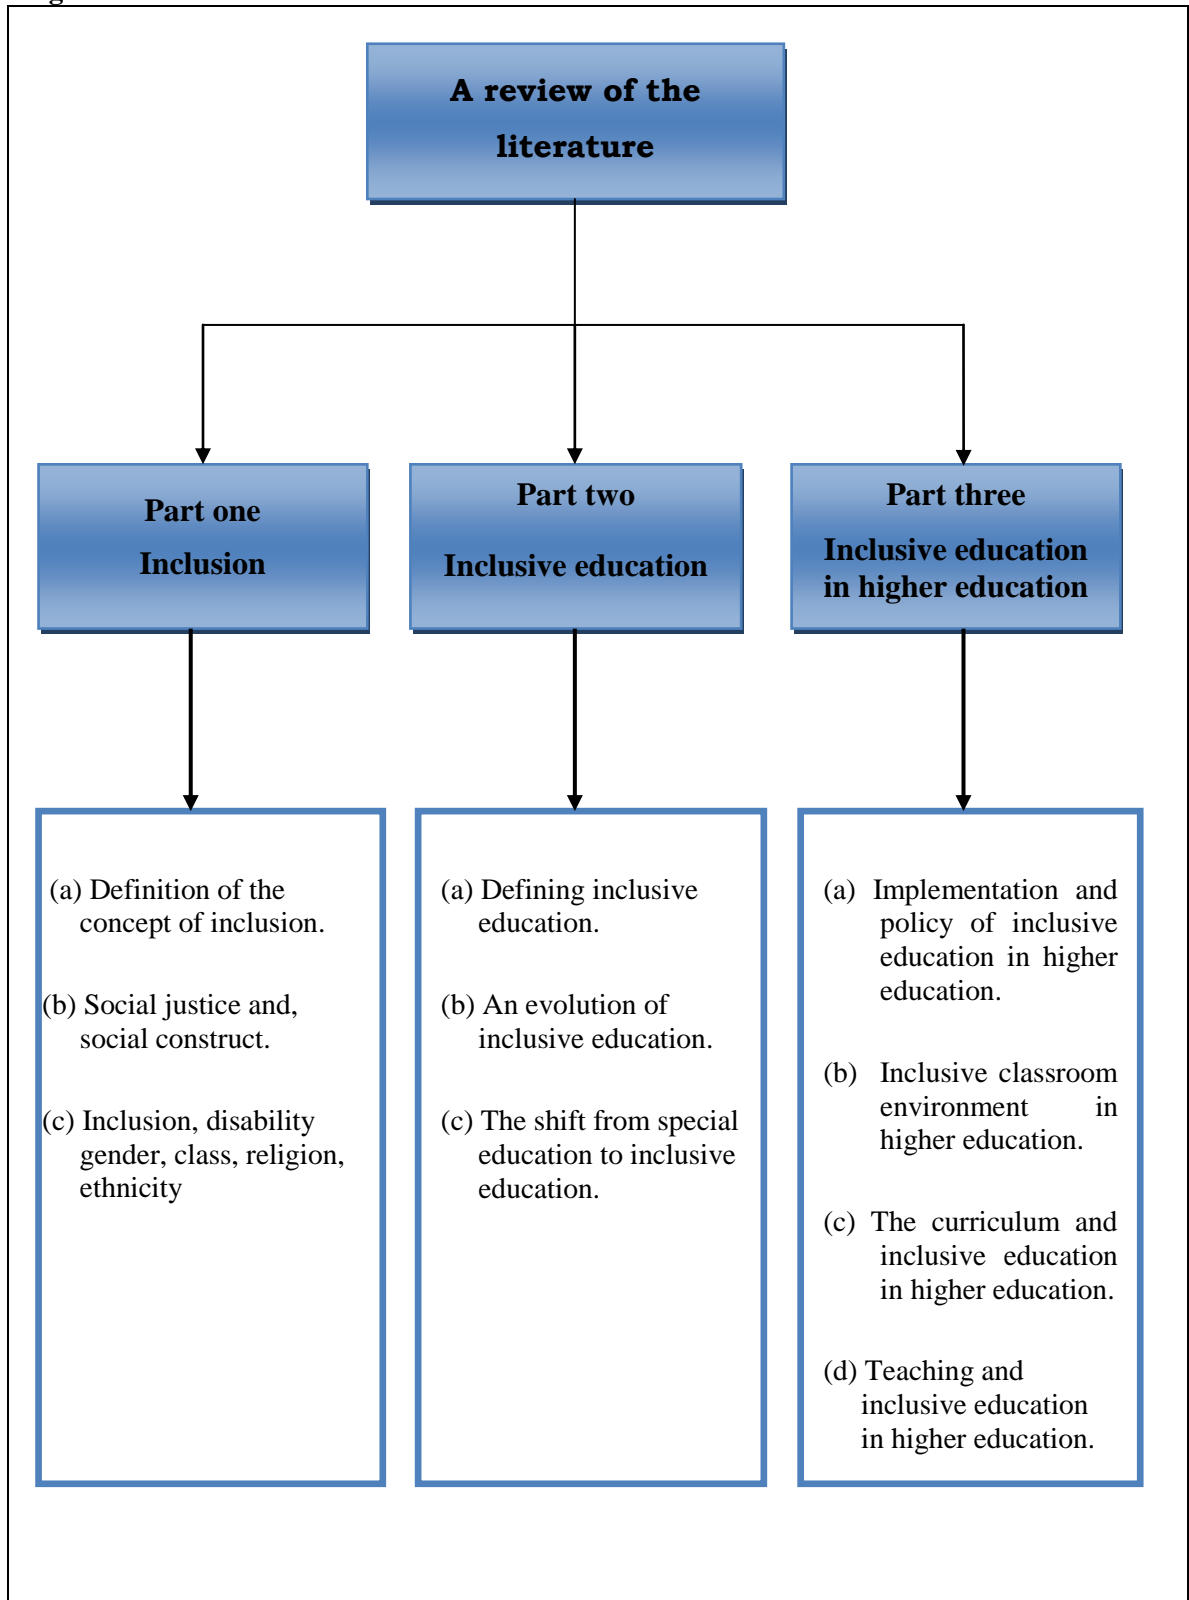 A review of the
literature
Part one
Inclusion
Part two
Inclusive education
Part three
Inclusive education
in higher education
(a) Definition of the
concept of inclusion.
(b) Social justice and,
social construct.
(c) Inclusion, disability
gender, class, religion,
ethnicity
(a) Defining inclusive
education.
(b) An evolution of
inclusive education.
(c) The shift from special
education to inclusive
education.
(a) Implementation and
policy of inclusive
education in higher
education.
(b) Inclusive classroom
environment in
higher education.
(c) The curriculum and
inclusive education
in higher education.
(d) Teaching and
inclusive education
in higher education.